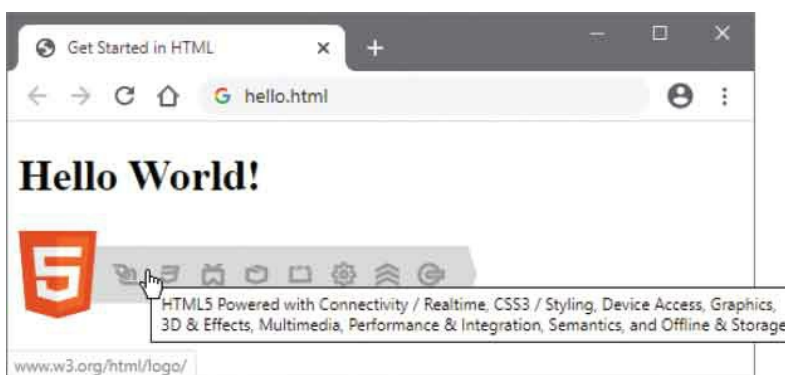 Get Started in HTML
hello.html
Hello World!
5
HTML5 Powered with Connectivity / Realtime, CSS3 / Styling, Device Access, Graphics,
3D & Effects, Multimedia, Performance & Integration, Semantics, and Offline & Storage
www.w3.org/html/logo/